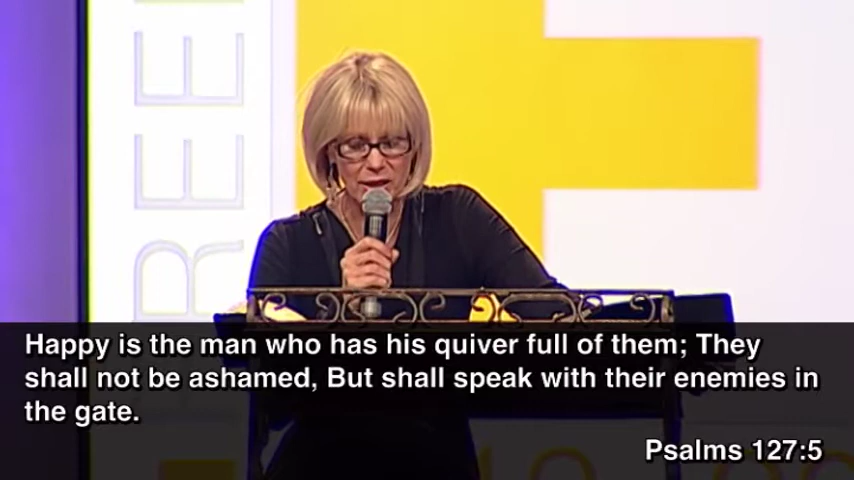 REE
Happy is the man who has his quiver full of them; They
shall not be ashamed, But shall speak with their enemies in
the gate.
Psalms 127:5